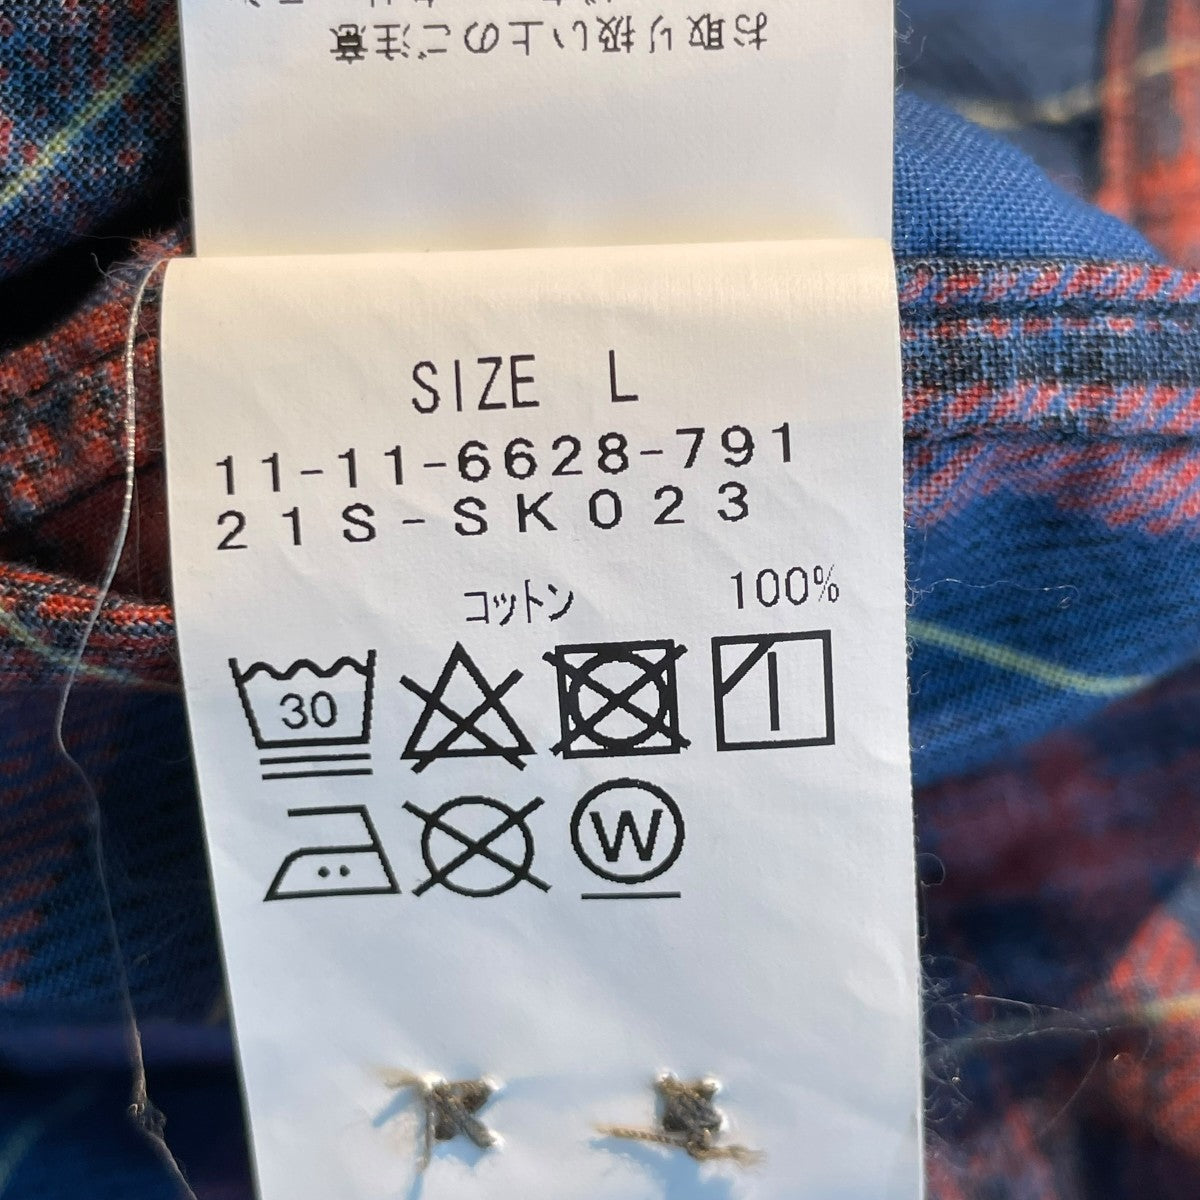 お取り扱い上のご注意
SIZE L
11-11-6628-791
21S-SK023
コットン 100%
30
W